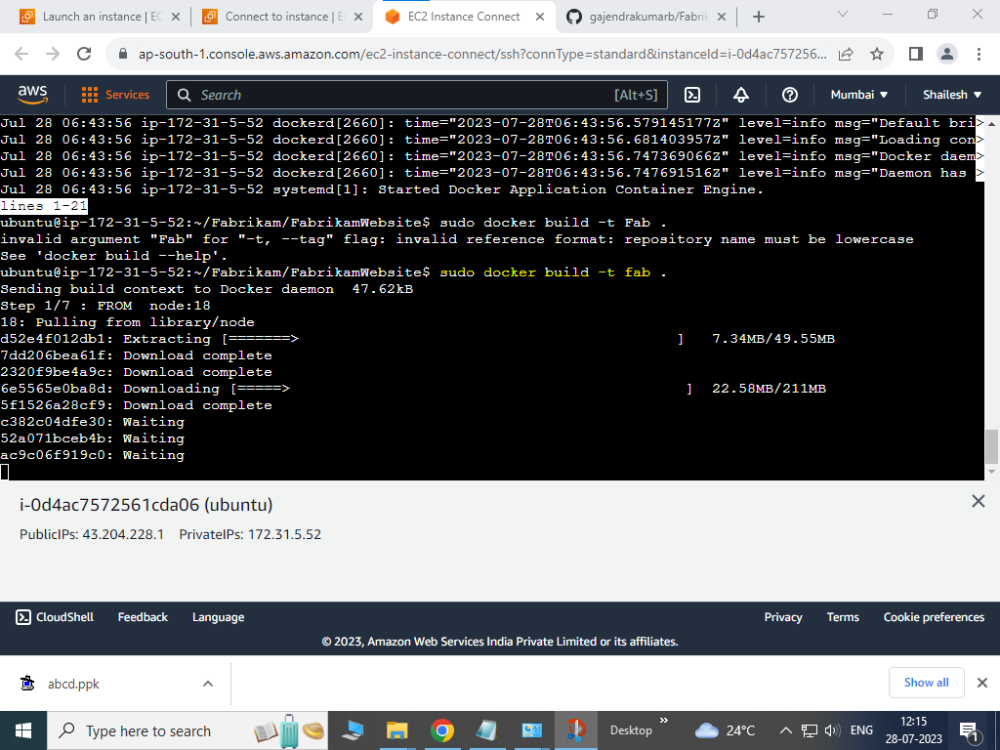 Launch an instance | EC
Connect to instance | E
EC2 Instance Connect
gajendrakumarb/Fabrik
ap-south-1.console.aws.amazon.com/ec2-instance-connect/ssh?connType=standard&instanceId=i-0d4ac757256...
aws
Services
Search
[Alt+S]
Mumbai
Shailesh
Jul 28 06:43:56 ip-172-31-5-52 dockerd[2660]: time="2023-07-28T06:43:56.579145177Z" level=info msg="Default bri>
Jul 28 06:43:56 ip-172-31-5-52 dockerd[2660]: time="2023-07-28T06:43:56.681403957Z" level=info msg="Loading con>
Jul 28 06:43:56 ip-172-31-5-52 dockerd[2660]: time="2023-07-28T06:43:56.747369066Z" level=info msg="Docker daem>
Jul 28 06:43:56 ip-172-31-5-52 dockerd[2660]: time="2023-07-28T06:43:56.747691516Z" level=info msg="Daemon has >
Jul 28 06:43:56 ip-172-31-5-52 systemd[1]: Started Docker Application Container Engine.
lines 1-21
ubuntu@ip-172-31-5-52:~/Fabrikam/FabrikamWebsite$ sudo docker build -t Fab .
invalid argument "Fab" for "-t, --tag" flag: invalid reference format: repository name must be lowercase
See 'docker build --help'.
ubuntu@ip-172-31-5-52:~/Fabrikam/FabrikamWebsite$ sudo docker build -t fab .
Sending build context to Docker daemon  47.62kB
Step 1/7 : FROM  node:18
18: Pulling from library/node
d52e4f012db1: Extracting [=======>                                           ]   7.34MB/49.55MB
7dd206bea61f: Download complete
2320f9be4a9c: Download complete
6e5565e0ba8d: Downloading [=====>                                             ]  22.58MB/211MB
5f1526a28cf9: Download complete
c382c04dfe30: Waiting
52a071bceb4b: Waiting
ac9c06f919c0: Waiting
i-0d4ac7572561cda06 (ubuntu)
PublicIPs: 43.204.228.1 PrivateIPs: 172.31.5.52
CloudShell
Feedback
Language
Privacy
Terms
Cookie preferences
© 2023, Amazon Web Services India Private Limited or its affiliates.
abcd.ppk
Show all
Type here to search
Desktop
24°C
ENG
12:15
28-07-2023
1